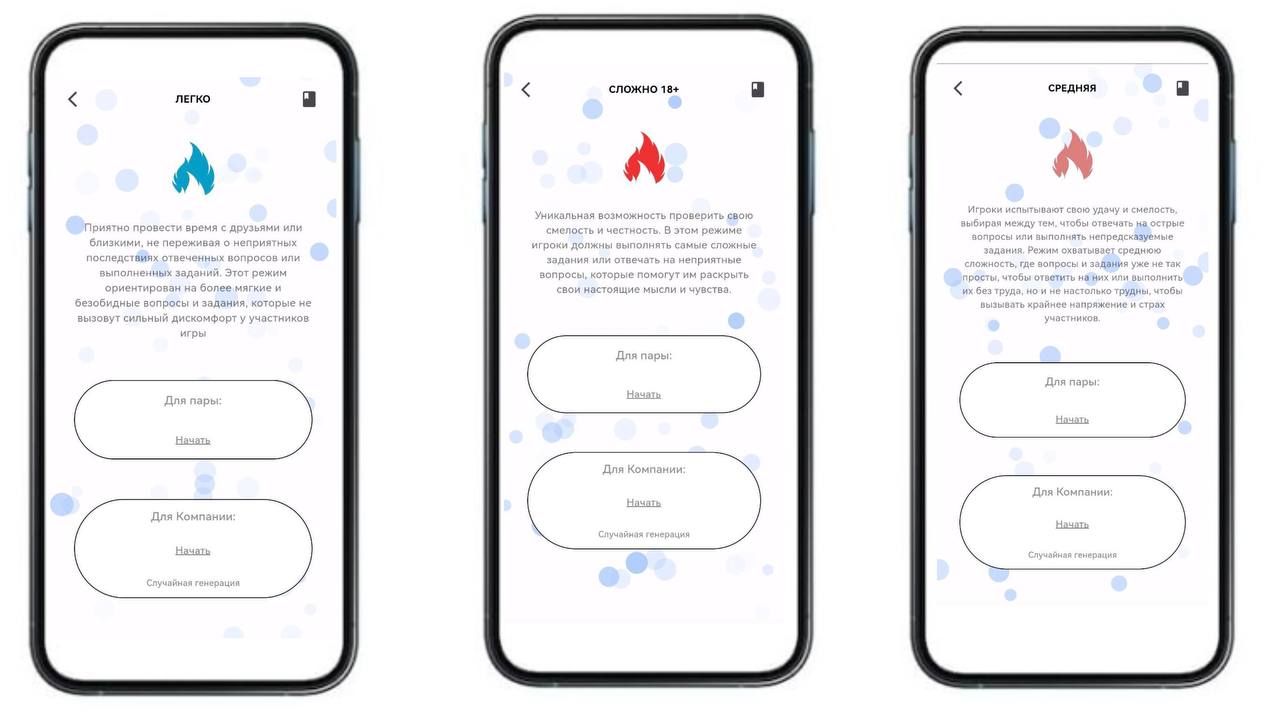 ЛЕГКО
Приятно провести время с друзьями или
близкими, не переживая о неприятных
последствиях отвеченных вопросов или
выполненных заданий. Этот режим
ориентирован на более мягкие и
безобидные вопросы и задания, которые не
вызовут сильный дискомфорт у участников
игры
Для пары:
Начать
Для Компании:
Начать
Случайная генерация
СЛОЖНО 18+
Уникальная возможность проверить свою
смелость и честность. В этом режиме
игроки должны выполнять самые сложные
задания или отвечать на неприятные
вопросы, которые помогут им раскрыть
свои настоящие мысли и чувства.
Для пары:
Начать
Для Компании:
Начать
Случайная генерация
СРЕДНЯЯ
Игроки испытывают свою удачу и смелость,
выбирая между тем, чтобы отвечать на острые
вопросы или выполнять непредсказуемые
задания. Режим охватывает среднюю
сложность, где вопросы и задания уже не так
просты, чтобы ответить на них или выполнить
их без труда, но и не настолько трудны, чтобы
вызывать крайнее напряжение и страх
участников.
Для пары:
Начать
Для Компании:
Начать
Случайная генерация